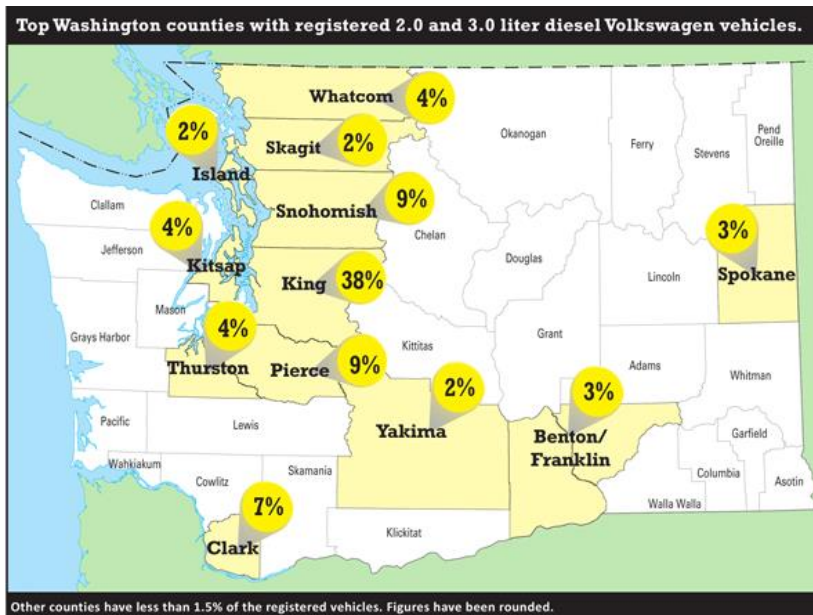 Top Washington counties with registered 2.0 and 3.0 liter diesel Volkswagen vehicles.
Whatcom
4%
Okanogan
Ferry
Stevens
Pend
Oreille
2%
Island
Skagit
2%
Snohomish
9%
Chelan
Clallam
4%
Jefferson
Kitsap
King
38%
Douglas
Lincoln
3%
Spokane
Mason
Grays Harbor
4%
Thurston
Pierce
9%
Kittitas
Grant
Adams
Whitman
2%
Yakima
3%
Benton/
Franklin
Pacific
Lewis
Wahkiakum
Cowlitz
Skamania
7%
Clark
Klickitat
Walla Walla
Columbia
Garfield
Asotin
Other counties have less than 1.5% of the registered vehicles. Figures have been rounded.